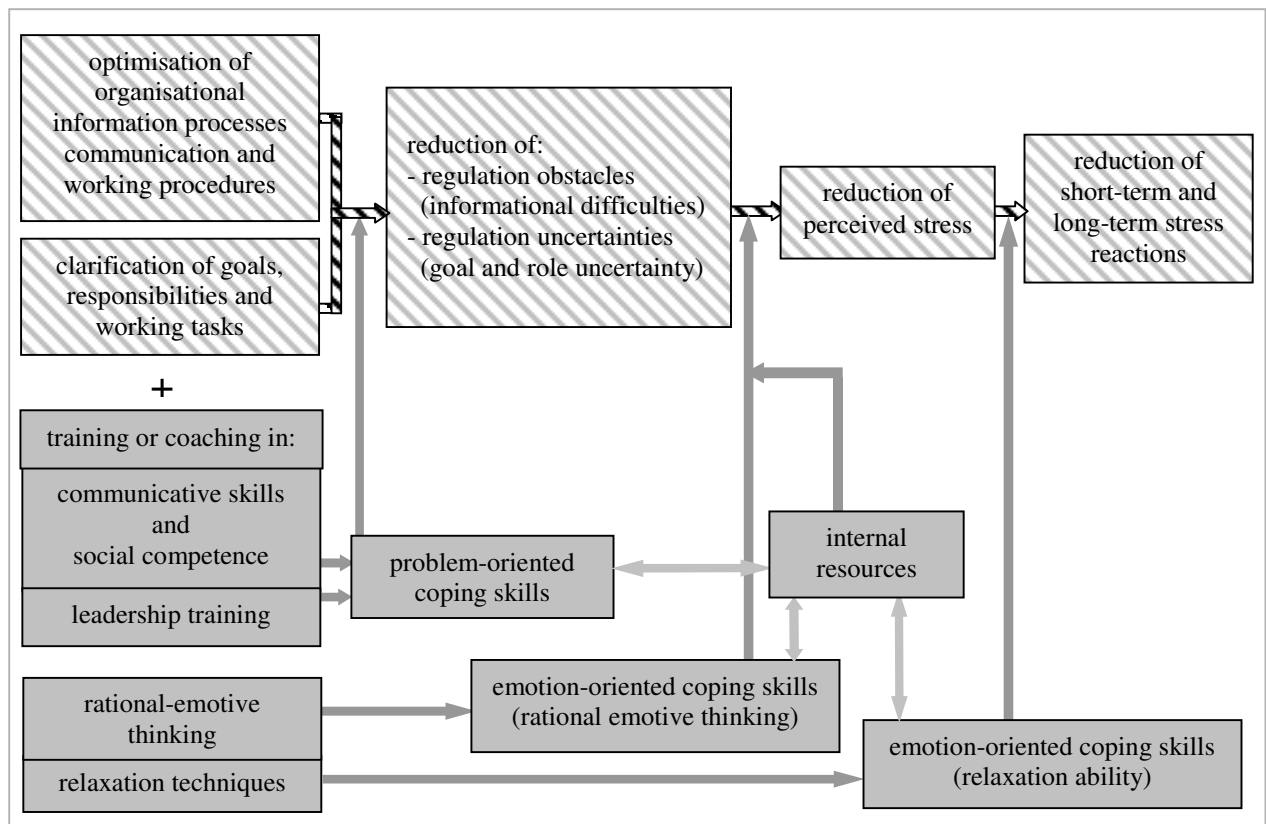 optimisation of
organisational
information processes
communication and
working procedures
clarification of goals,
responsibilities and
working tasks
+
training or coaching in:
communicative skills
and
social competence
leadership training
rational-emotive
thinking
relaxation techniques
reduction of:
- regulation obstacles
(informational difficulties)
- regulation uncertainties
(goal and role uncertainty)
reduction of
perceived stress
reduction of
short-term and
long-term stress
reactions
problem-oriented
coping skills
internal
resources
emotion-oriented coping skills
(rational emotive thinking)
emotion-oriented coping skills
(relaxation ability)